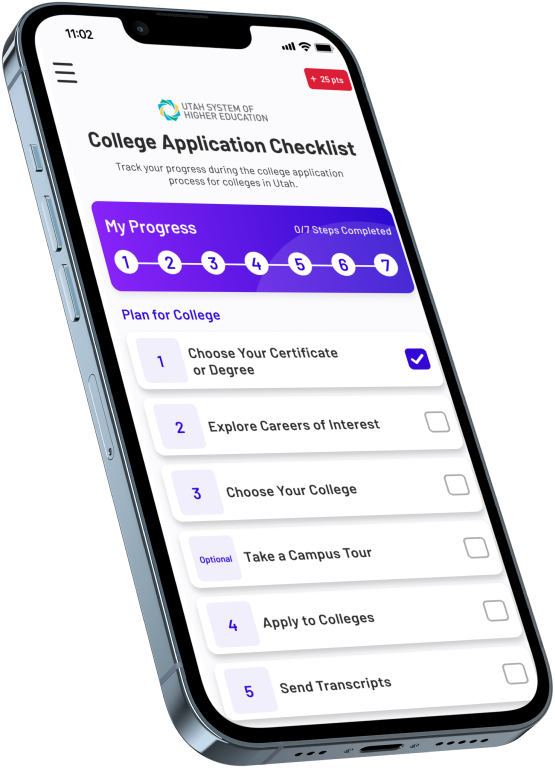 11:02
+ 25 pts
UTAH SYSTEM OF
HIGHER EDUCATION
College Application Checklist
Track your progress during the college application
process for colleges in Utah.
My Progress
0/7 Steps Completed
1 2 3 4 5 6 7
Plan for College
1
Choose Your Certificate
or Degree
2
Explore Careers of Interest
3
Choose Your College
Optional
Take a Campus Tour
4
Apply to Colleges
5
Send Transcripts